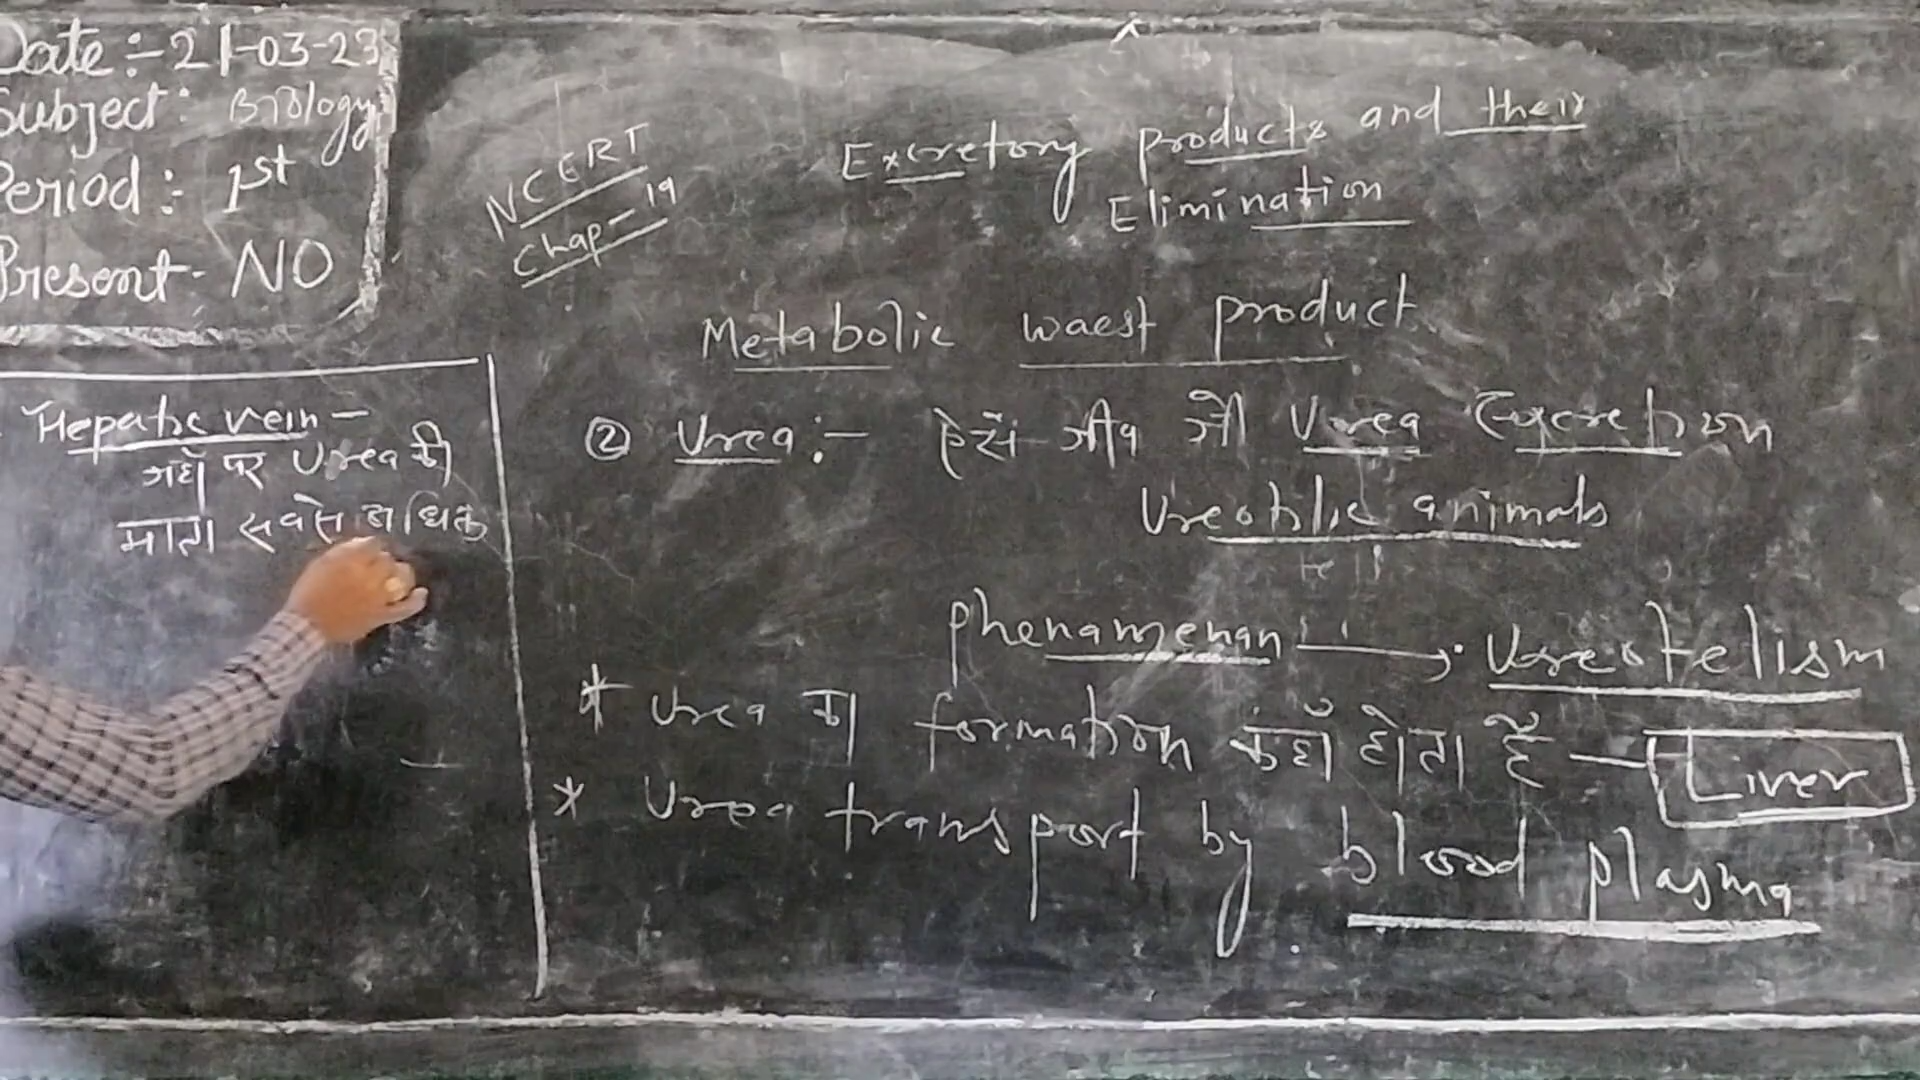 Date :- 21-03-23
Subject : Biology
Period :- 1st
Present - NO
NCERT
Chap - 19
Excretory products and their
Elimination
Metabolic waest product
Hepatic vein -
जहाँ पर Urea की
मात्रा सबसे अधिक
② Urea :- ऐसें जीव जो Urea Excretion
Ureotelic animals
phenamenan → Ureotelism
* Urea का formation कहाँ होता है — Liver
* Urea transport by blood plasma